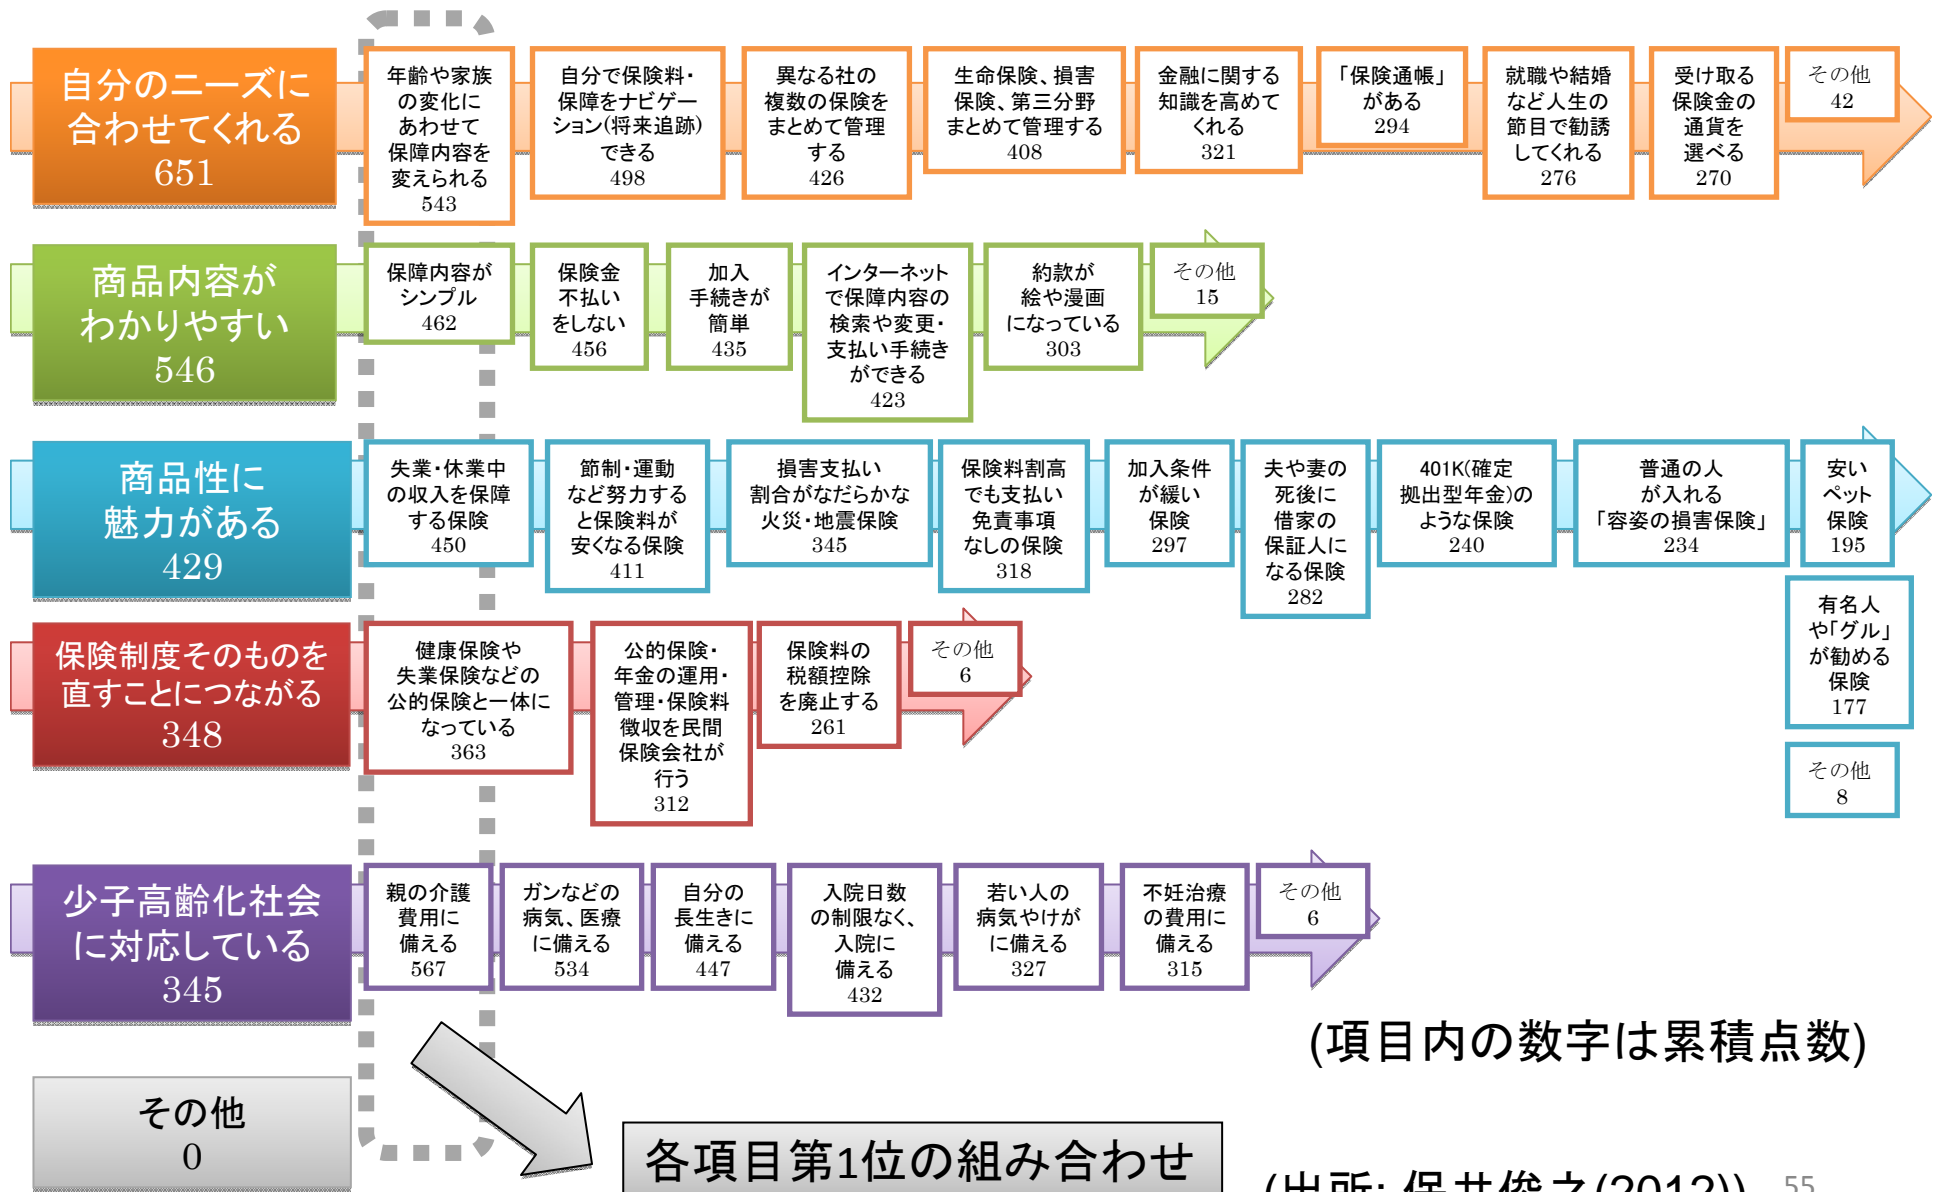 自分のニーズに
合わせてくれる
651
年齢や家族
の変化に
あわせて
保障内容を
変えられる
543
自分で保険料・
保障をナビゲー
ション(将来追跡)
できる
498
異なる社の
複数の保険を
まとめて管理
する
426
生命保険、損害
保険、第三分野
まとめて管理する
408
金融に関する
知識を高めて
くれる
321
「保険通帳」
がある
294
就職や結婚
など人生の
節目で勧誘
してくれる
276
受け取る
保険金の
通貨を
選べる
270
その他
42
商品内容が
わかりやすい
546
保障内容が
シンプル
462
保険金
不払い
をしない
456
加入
手続きが
簡単
435
インターネット
で保障内容の
検索や変更・
支払い手続き
ができる
423
約款が
絵や漫画
になっている
303
その他
15
商品性に
魅力がある
429
失業・休業中
の収入を保障
する保険
450
節制・運動
など努力する
と保険料が
安くなる保険
411
損害支払い
割合がなだらかな
火災・地震保険
345
保険料割高
でも支払い
免責事項
なしの保険
318
加入条件
が緩い
保険
297
夫や妻の
死後に
借家の
保証人に
なる保険
282
401K(確定
拠出型年金)の
ような保険
240
普通の人
が入れる
「容姿の損害保険」
234
安い
ペット
保険
195
有名人
や「グル」
が勧める
保険
177
その他
8
保険制度そのものを
直すことにつながる
348
健康保険や
失業保険などの
公的保険と一体に
なっている
363
公的保険・
年金の運用・
管理・保険料
徴収を民間
保険会社が
行う
312
保険料の
税額控除
を廃止する
261
その他
6
少子高齢化社会
に対応している
345
親の介護
費用に
備える
567
ガンなどの
病気、医療
に備える
534
自分の
長生きに
備える
447
入院日数
の制限なく、
入院に
備える
432
若い人の
病気やけが
に備える
327
不妊治療
の費用に
備える
315
その他
6
(項目内の数字は累積点数)
その他
0
各項目第1位の組み合わせ
(出所: 保井俊之(2012))
55